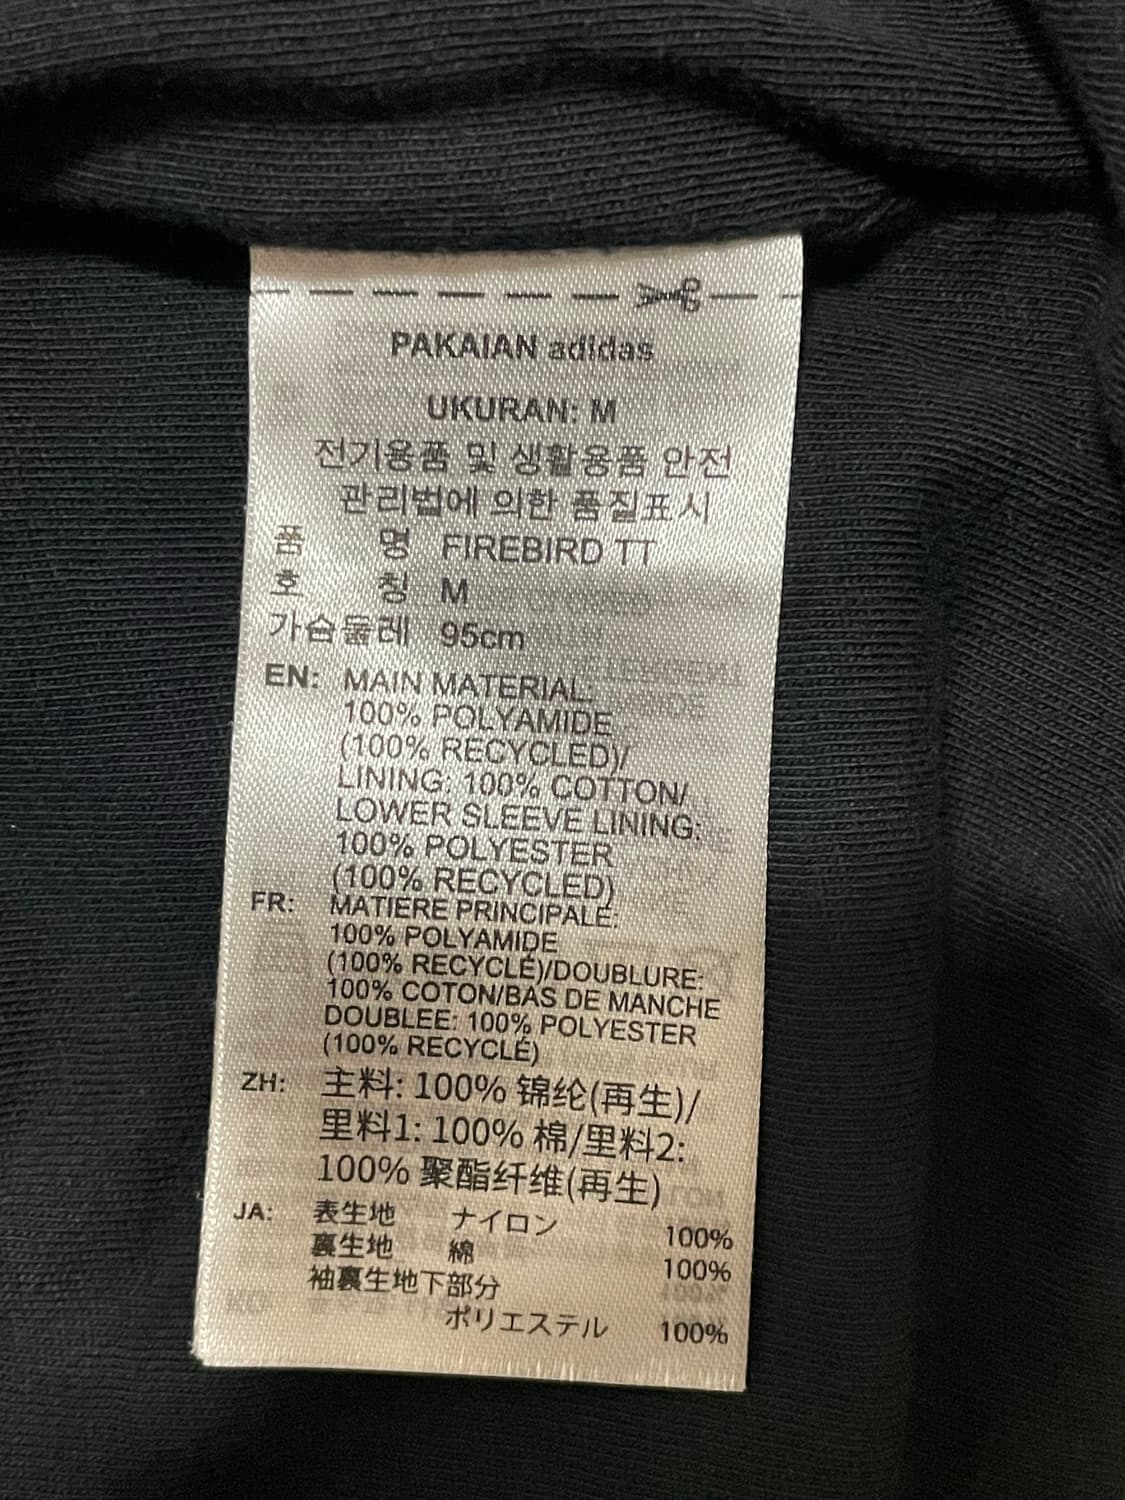 PAKAIAN adidas
UKURAN: M
전기용품 및 생활용품 안전
관리법에 의한 품질표시
품 명 FIREBIRD TT
호 칭 M
가슴둘레 95cm
EN: MAIN MATERIAL:
100% POLYAMIDE
(100% RECYCLED)/
LINING: 100% COTTON/
LOWER SLEEVE LINING:
100% POLYESTER
(100% RECYCLED)
FR: MATIERE PRINCIPALE:
100% POLYAMIDE
(100% RECYCLÉ)/DOUBLURE:
100% COTON/BAS DE MANCHE
DOUBLEE: 100% POLYESTER
(100% RECYCLÉ)
ZH: 主料: 100% 锦纶(再生)/
里料1: 100% 棉/里料2:
100% 聚酯纤维(再生)
JA: 表生地 ナイロン 100%
裏生地 綿 100%
袖裏生地下部分
ポリエステル 100%